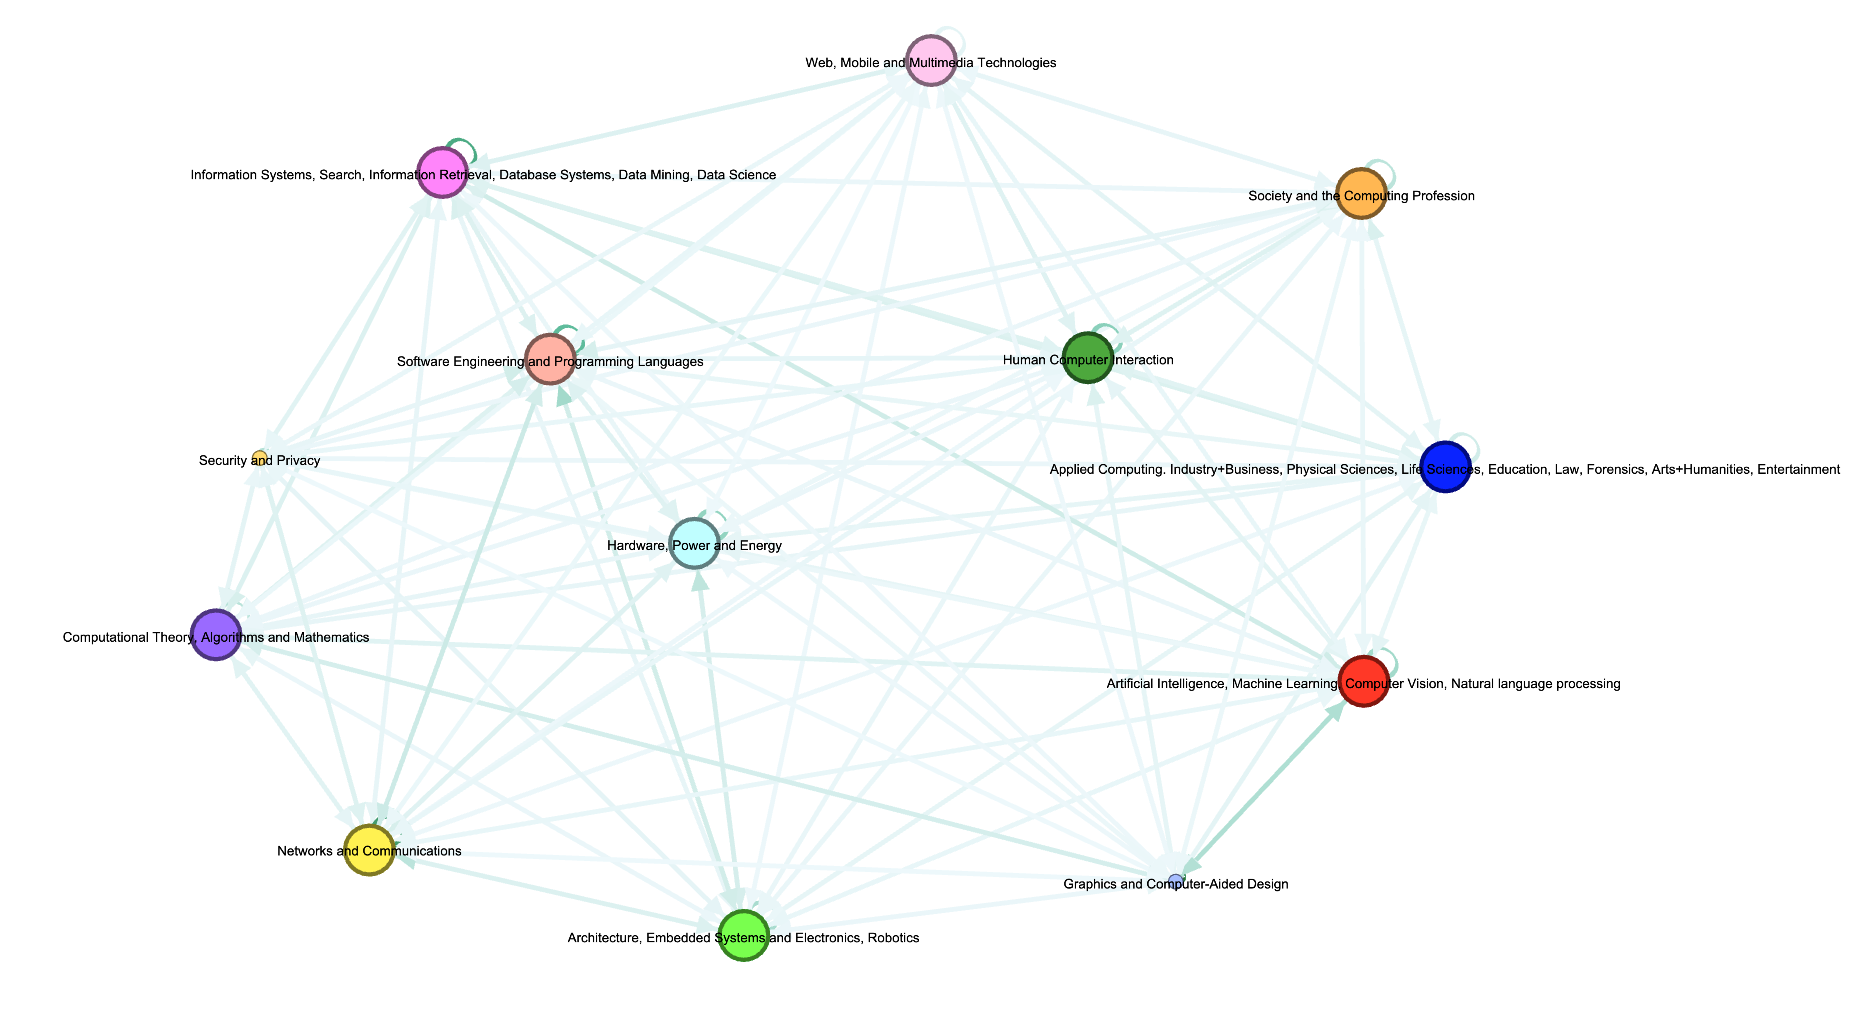 Web, Mobile and Multimedia Technologies
Information Systems, Search, Information Retrieval, Database Systems, Data Mining, Data Science
Society and the Computing Profession
Software Engineering and Programming Languages
Human Computer Interaction
Security and Privacy
Applied Computing. Industry+Business, Physical Sciences, Life Sciences, Education, Law, Forensics, Arts+Humanities, Entertainment
Hardware, Power and Energy
Computational Theory, Algorithms and Mathematics
Artificial Intelligence, Machine Learning, Computer Vision, Natural language processing
Networks and Communications
Graphics and Computer-Aided Design
Architecture, Embedded Systems and Electronics, Robotics